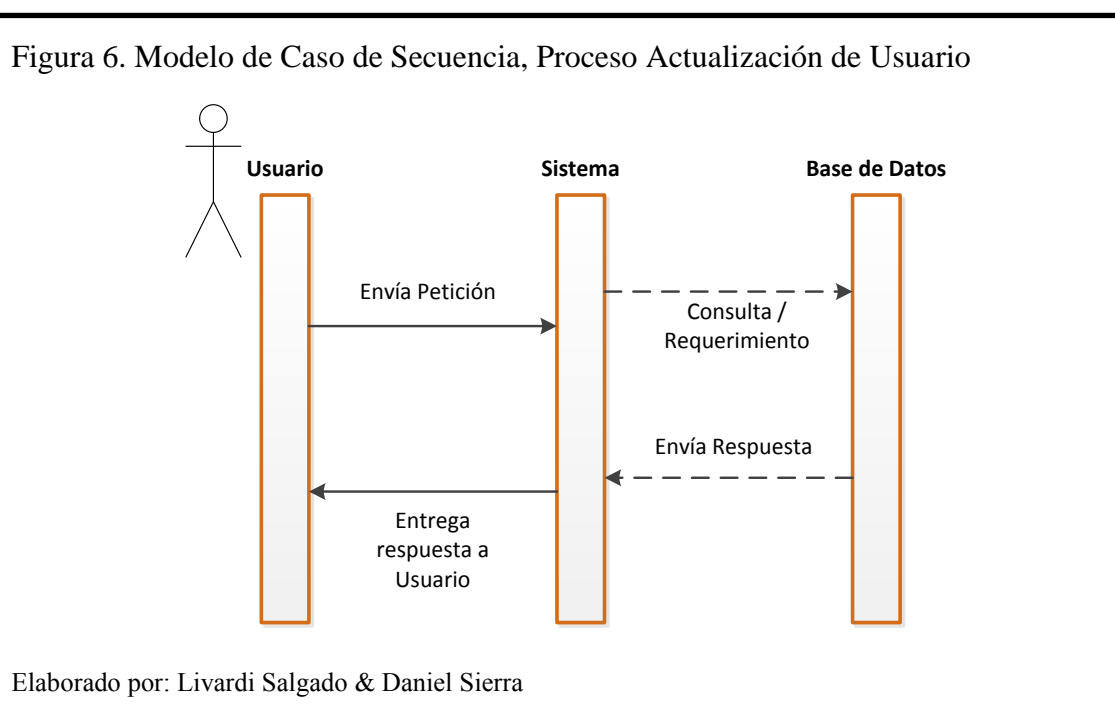 Figura 6. Modelo de Caso de Secuencia, Proceso Actualización de Usuario
Usuario
Sistema
Base de Datos
Envía Petición
Consulta /
Requerimiento
Envía Respuesta
Entrega
respuesta a
Usuario
Elaborado por: Livardi Salgado & Daniel Sierra